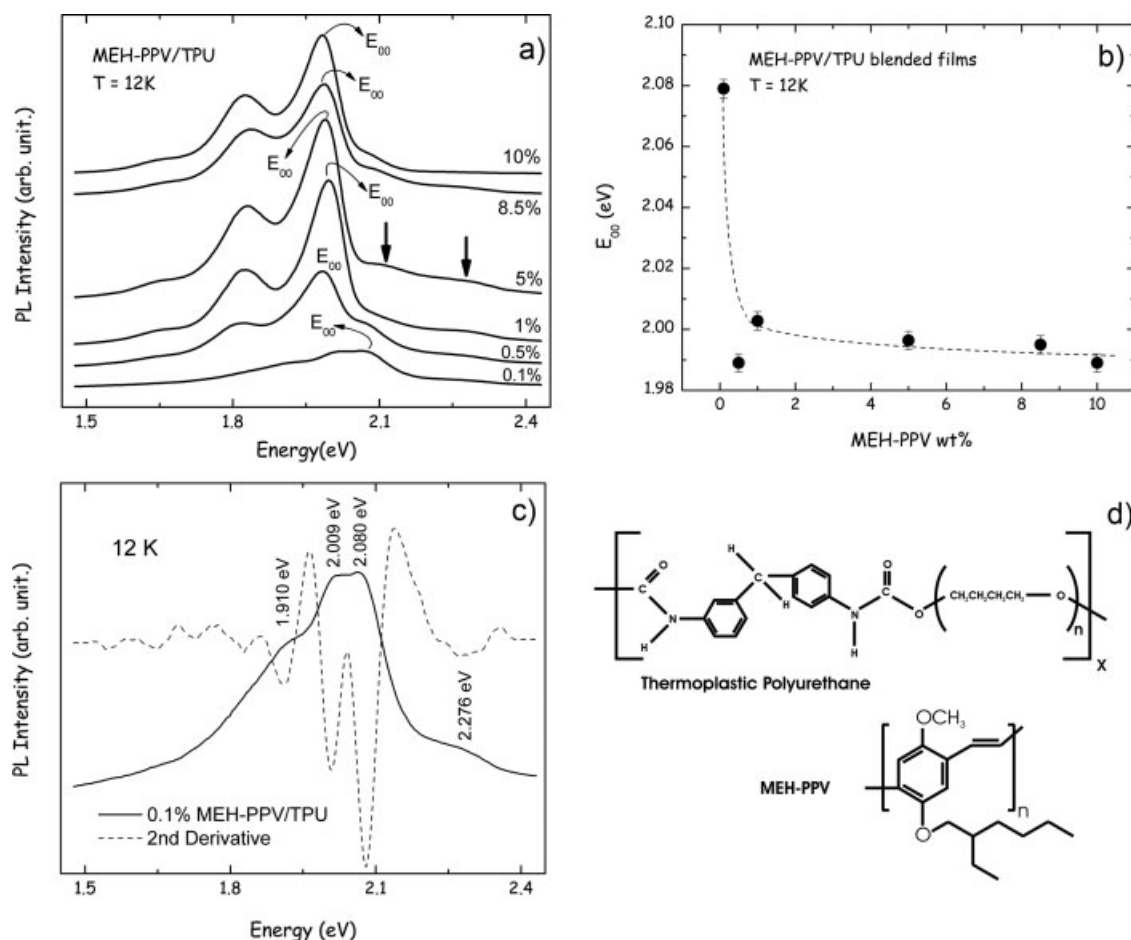 a)
MEH-PPV/TPU
T = 12K
E00
E00
E00
E00
E00
E00
10%
8.5%
5%
1%
0.5%
0.1%
PL Intensity (arb. unit.)
1.5 1.8 2.1 2.4
Energy(eV)
b)
MEH-PPV/TPU blended films
T = 12K
2.10
2.08
2.06
2.04
2.02
2.00
1.98
E00 (eV)
0 2 4 6 8 10
MEH-PPV wt%
c)
12 K
1.910 eV
2.009 eV
2.080 eV
2.276 eV
0.1% MEH-PPV/TPU
2nd Derivative
PL Intensity (arb. unit.)
1.5 1.8 2.1 2.4
Energy (eV)
d)
O
C
N
H
H
C
H
N
H
O
C
O
CH2CH2CH2CH2
O
n
x
Thermoplastic Polyurethane
OCH3
MEH-PPV
n
O